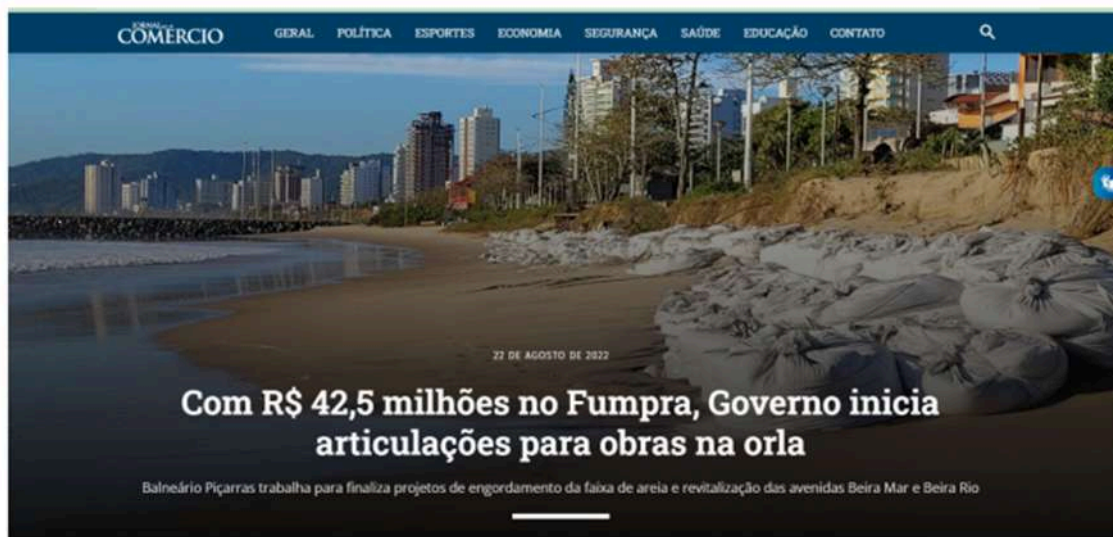 JORNAL DO COMÉRCIO
GERAL POLÍTICA ESPORTES ECONOMIA SEGURANÇA SAÚDE EDUCAÇÃO CONTATO
22 DE AGOSTO DE 2022
Com R$ 42,5 milhões no Fumpra, Governo inicia
articulações para obras na orla
Balneário Piçarras trabalha para finaliza projetos de engordamento da faixa de areia e revitalização das avenidas Beira Mar e Beira Rio